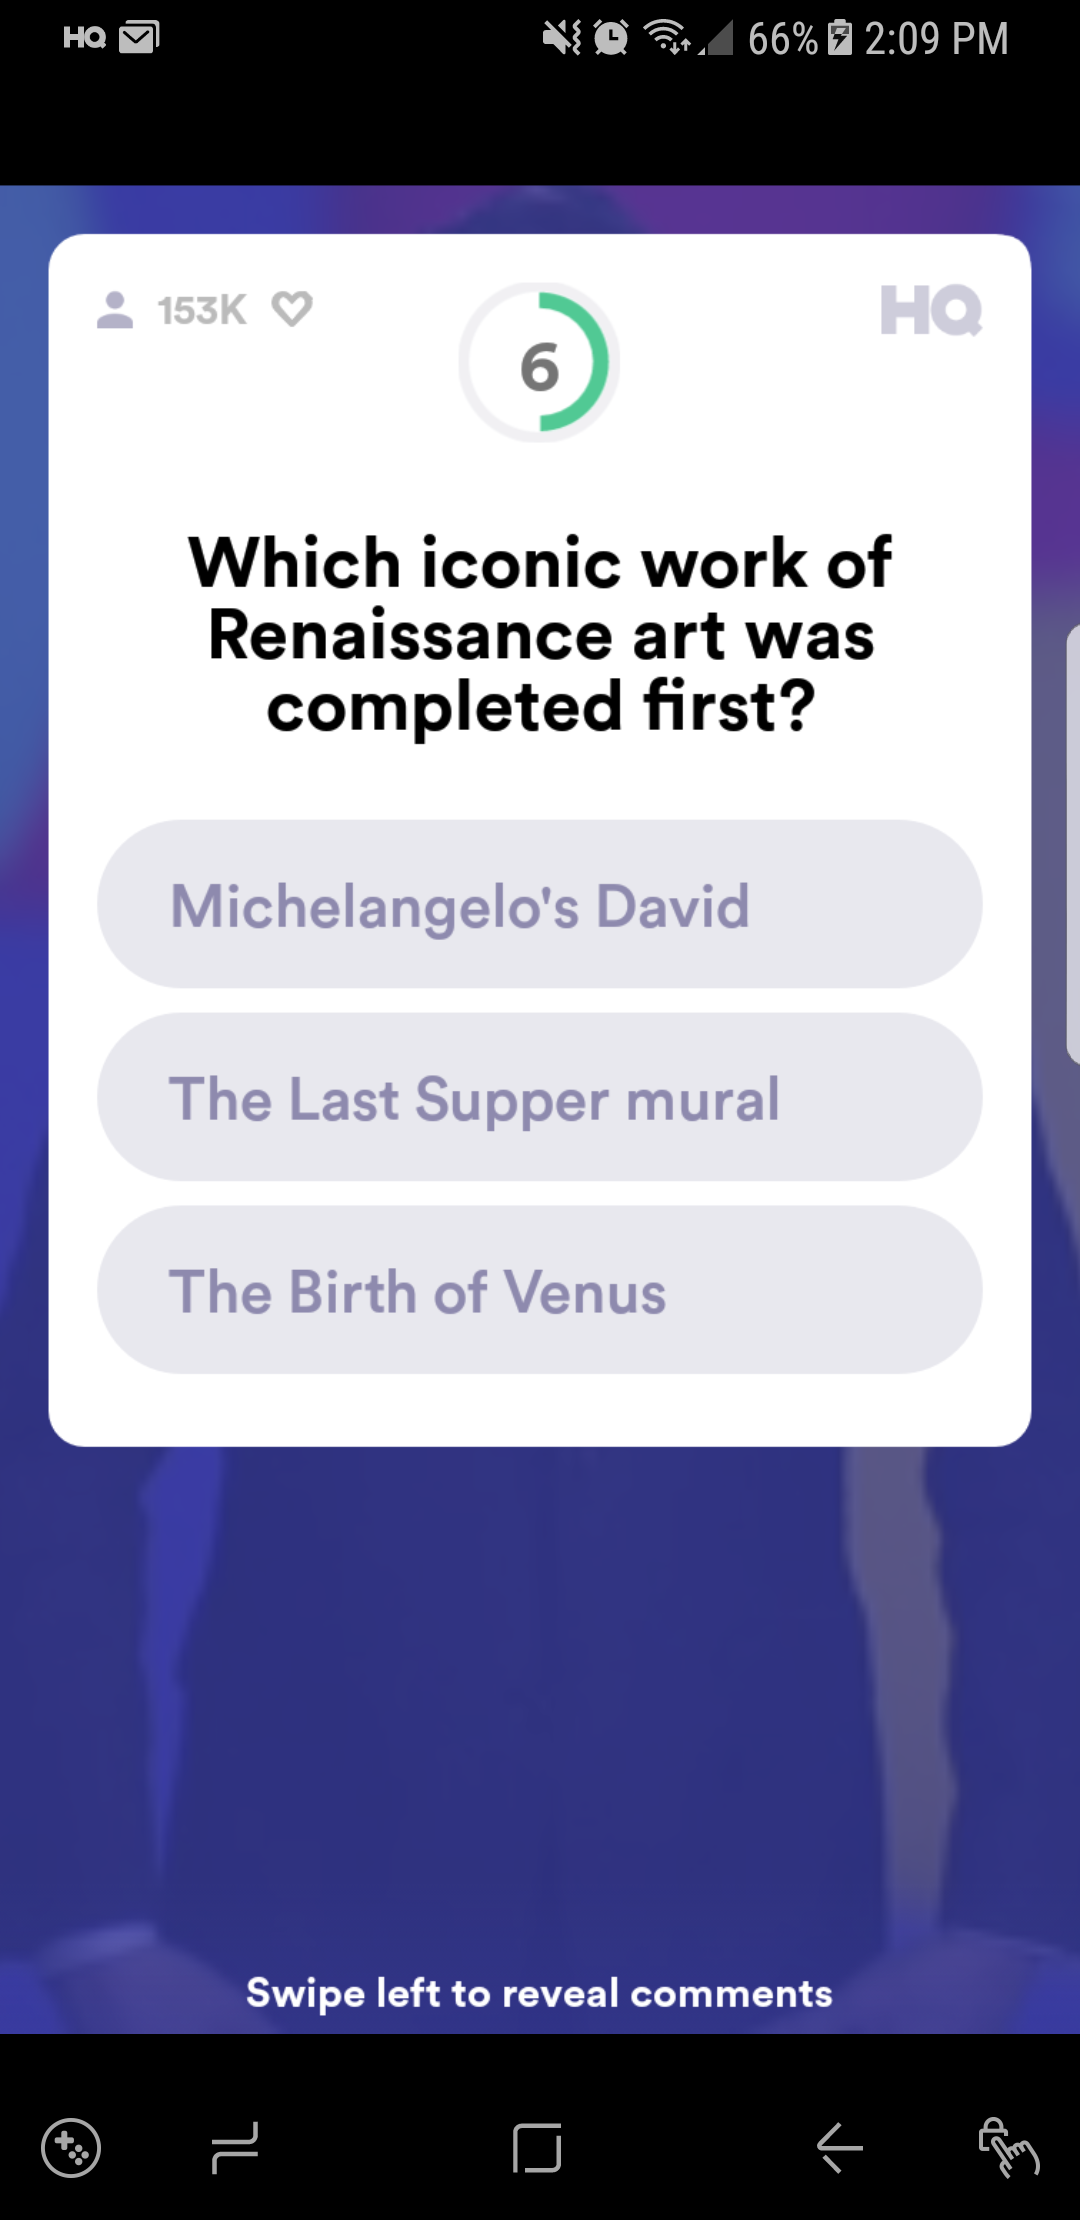 HQ 66% 2:09 PM
153K 6 HQ
Which iconic work of
Renaissance art was
completed first?
Michelangelo's David
The Last Supper mural
The Birth of Venus
Swipe left to reveal comments